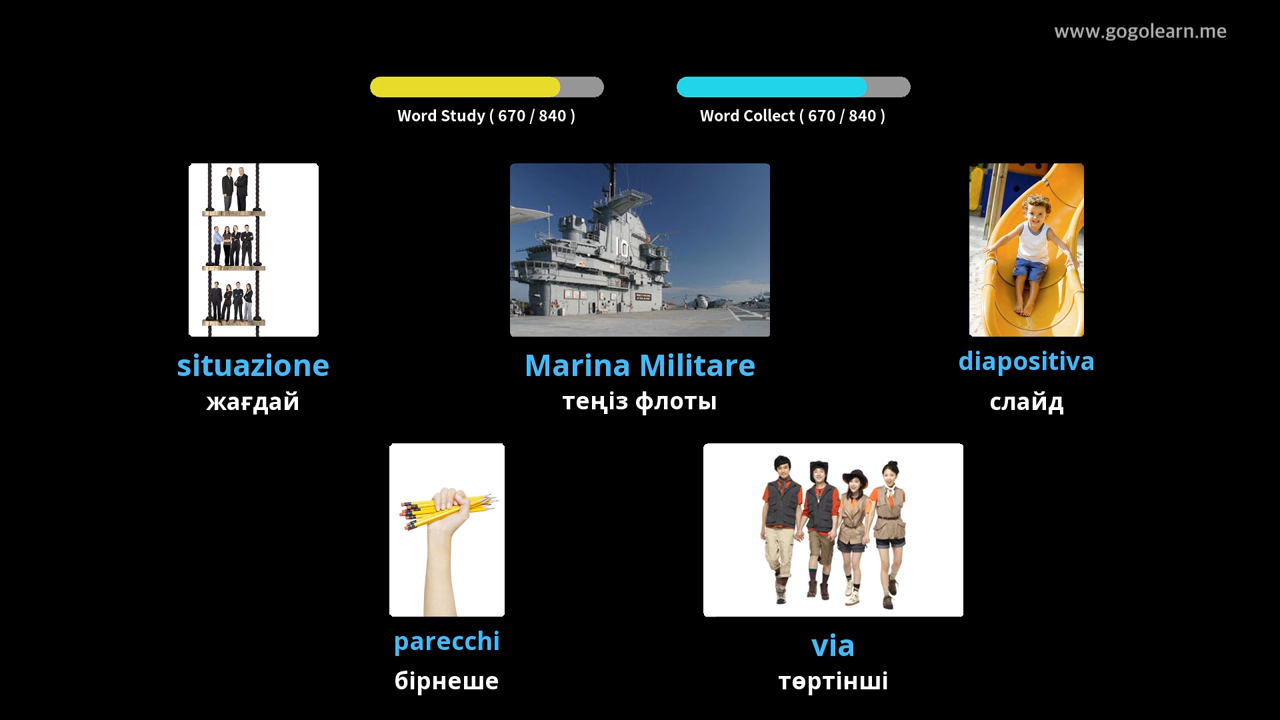 www.gogolearn.me
Word Study ( 670 / 840 )
Word Collect ( 670 / 840 )
situazione
жағдай
Marina Militare
теңіз флоты
diapositiva
слайд
parecchi
бірнеше
via
төртінші
10